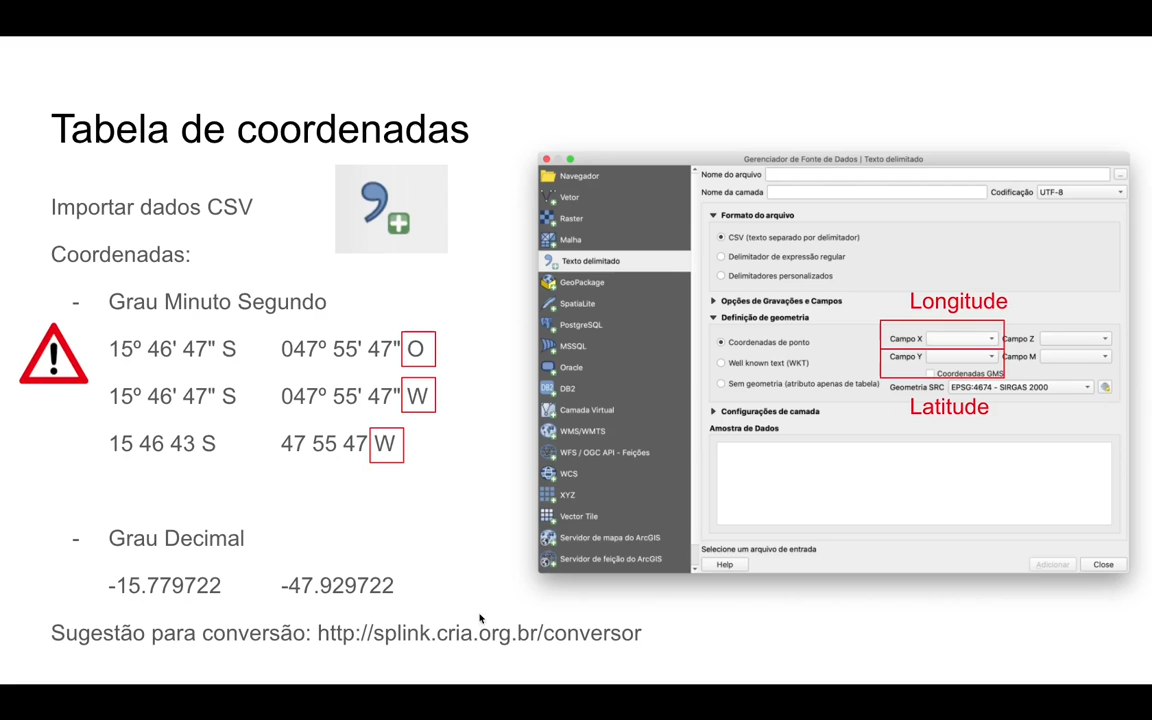 Tabela de coordenadas
Importar dados CSV
Coordenadas:
- Grau Minuto Segundo
15º 46' 47" S 047º 55' 47" O
15º 46' 47" S 047º 55' 47" W
15 46 43 S 47 55 47 W
- Grau Decimal
-15.779722 -47.929722
Sugestão para conversão: http://splink.cria.org.br/conversor
Gerenciador de Fonte de Dados | Texto delimitado
Navegador
Vetor
Raster
Malha
Texto delimitado
GeoPackage
SpatiaLite
PostgreSQL
MSSQL
Oracle
DB2
DB2
Camada Virtual
WMS/WMTS
WFS / OGC API - Feições
WCS
XYZ
Vector Tile
Servidor de mapa do ArcGIS
Servidor de feição do ArcGIS
Nome do arquivo ...
Nome da camada Codificação UTF-8
Formato do arquivo
CSV (texto separado por delimitador)
Delimitador de expressão regular
Delimitadores personalizados
Opções de Gravações e Campos
Longitude
Definição de geometria
Coordenadas de ponto Campo X Campo Z
Well known text (WKT) Campo Y Campo M
Coordenadas GMS
Sem geometria (atributo apenas de tabela) Geometria SRC EPSG:4674 - SIRGAS 2000
Latitude
Configurações de camada
Amostra de Dados
Selecione um arquivo de entrada
Help Adicionar Close